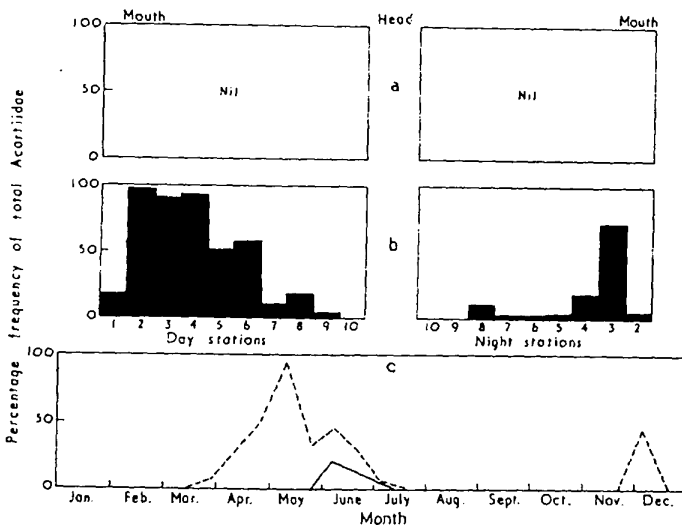 Mouth Head Mouth
100
50
0
Nil
a
Nil
100
50
0
b
1 2 3 4 5 6 7 8 9 10
Day stations
10 9 8 7 6 5 4 3 2
Night stations
100
50
0
c
Jan. Feb. Mar. Apr. May June July Aug. Sept. Oct. Nov. Dec.
Month
Percentage frequency of total Acartiidae